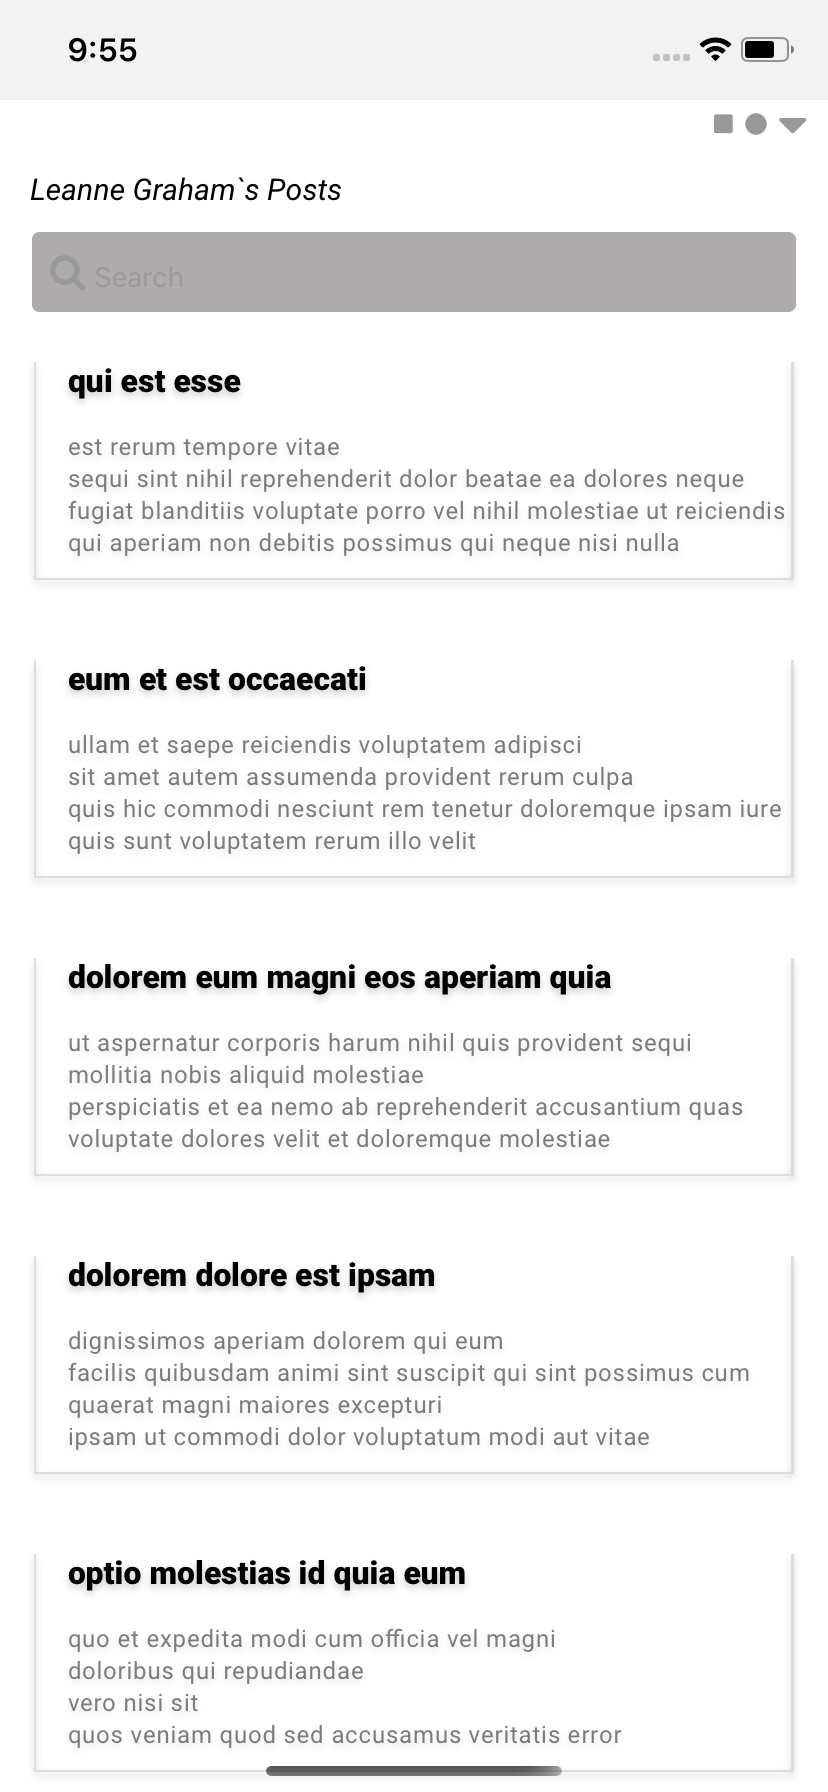 9:55
Leanne Graham`s Posts
Search
qui est esse
est rerum tempore vitae
sequi sint nihil reprehenderit dolor beatae ea dolores neque
fugiat blanditiis voluptate porro vel nihil molestiae ut reiciendis
qui aperiam non debitis possimus qui neque nisi nulla
eum et est occaecati
ullam et saepe reiciendis voluptatem adipisci
sit amet autem assumenda provident rerum culpa
quis hic commodi nesciunt rem tenetur doloremque ipsam iure
quis sunt voluptatem rerum illo velit
dolorem eum magni eos aperiam quia
ut aspernatur corporis harum nihil quis provident sequi
mollitia nobis aliquid molestiae
perspiciatis et ea nemo ab reprehenderit accusantium quas
voluptate dolores velit et doloremque molestiae
dolorem dolore est ipsam
dignissimos aperiam dolorem qui eum
facilis quibusdam animi sint suscipit qui sint possimus cum
quaerat magni maiores excepturi
ipsam ut commodi dolor voluptatum modi aut vitae
optio molestias id quia eum
quo et expedita modi cum officia vel magni
doloribus qui repudiandae
vero nisi sit
quos veniam quod sed accusamus veritatis error